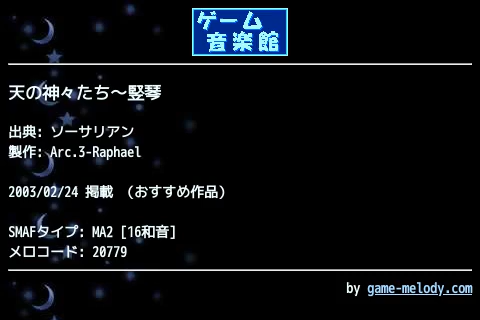 ゲーム
音楽館
天の神々たち～竪琴
出典: ソーサリアン
製作: Arc.3-Raphael
2003/02/24 掲載 (おすすめ作品)
SMAFタイプ: MA2 [16和音]
メロコード: 20779
by game-melody.com